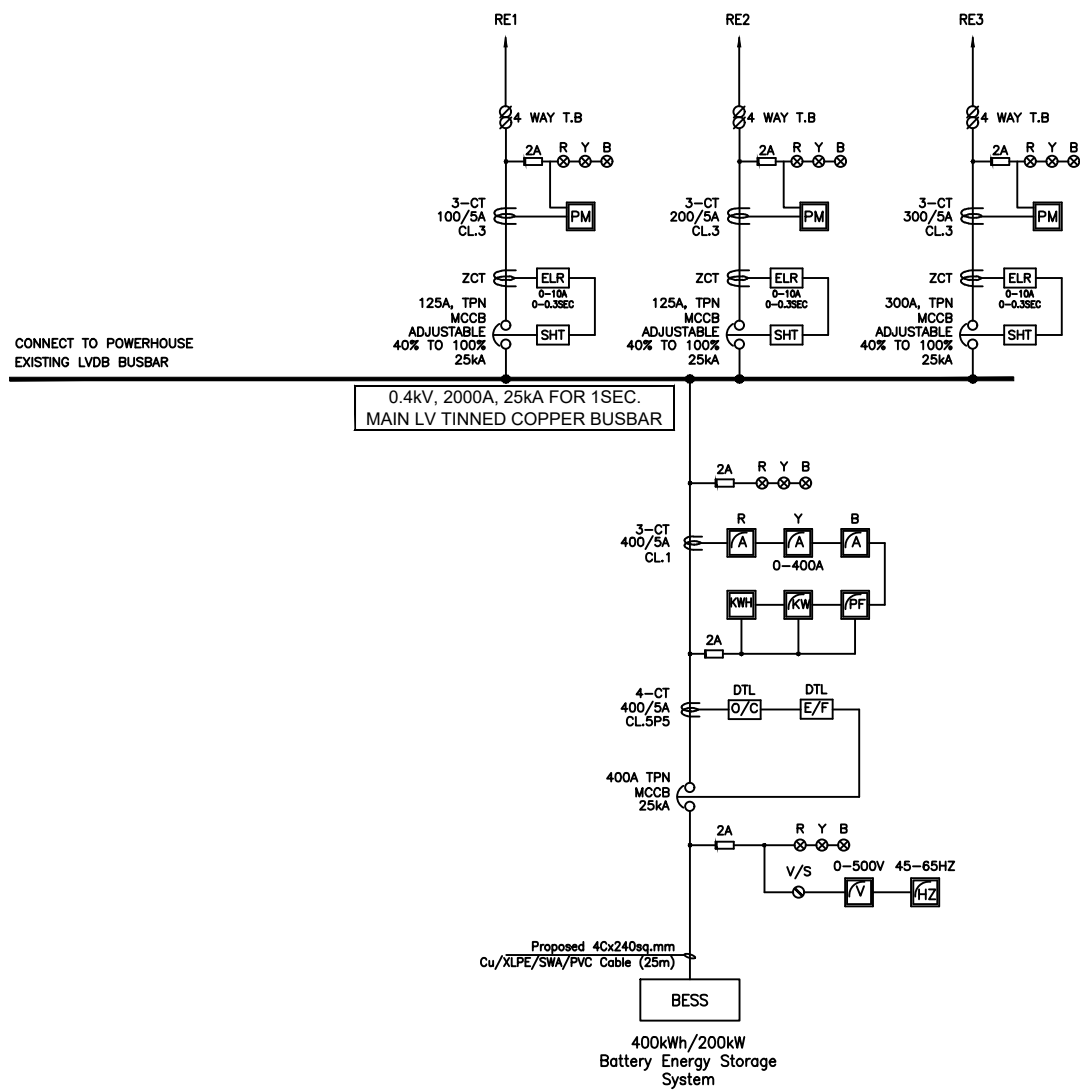 RE1
RE2
RE3
4 WAY T.B
4 WAY T.B
4 WAY T.B
2A R Y B
2A R Y B
2A R Y B
3-CT
100/5A
CL.3
PM
3-CT
200/5A
CL.3
PM
3-CT
300/5A
CL.3
PM
ZCT
ELR
0-10A
0-0.3SEC
ZCT
ELR
0-10A
0-0.3SEC
ZCT
ELR
0-10A
0-0.3SEC
125A, TPN
MCCB
ADJUSTABLE
40% TO 100%
25kA
SHT
125A, TPN
MCCB
ADJUSTABLE
40% TO 100%
25kA
SHT
300A, TPN
MCCB
ADJUSTABLE
40% TO 100%
25kA
SHT
CONNECT TO POWERHOUSE
EXISTING LVDB BUSBAR
0.4kV, 2000A, 25kA FOR 1SEC.
MAIN LV TINNED COPPER BUSBAR
2A R Y B
3-CT
400/5A
CL.1
R Y B
A A A
0-400A
KWH KW PF
2A
4-CT
400/5A
CL.5P5
DTL
O/C
DTL
E/F
400A TPN
MCCB
25kA
2A R Y B
V/S
0-500V
V
45-65HZ
HZ
Proposed 4Cx240sq.mm
Cu/XLPE/SWA/PVC Cable (25m)
BESS
400kWh/200kW
Battery Energy Storage
System